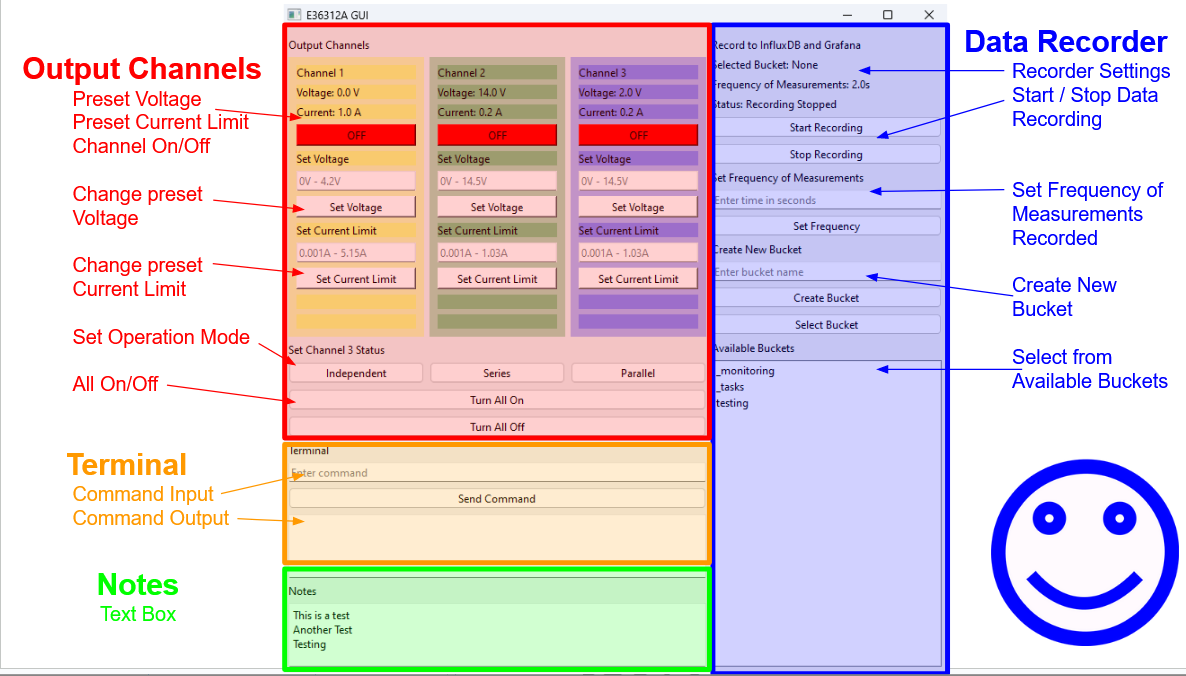 E36312A GUI
Output Channels
Preset Voltage
Preset Current Limit
Channel On/Off
Change preset
Voltage
Change preset
Current Limit
Set Operation Mode
All On/Off
Terminal
Command Input
Command Output
Notes
Text Box
Output Channels
Channel 1
Voltage: 0.0 V
Current: 1.0 A
OFF
Set Voltage
0V - 4.2V
Set Voltage
Set Current Limit
0.001A - 5.15A
Set Current Limit
Channel 2
Voltage: 14.0 V
Current: 0.2 A
OFF
Set Voltage
0V - 14.5V
Set Voltage
Set Current Limit
0.001A - 1.03A
Set Current Limit
Channel 3
Voltage: 2.0 V
Current: 0.2 A
OFF
Set Voltage
0V - 14.5V
Set Voltage
Set Current Limit
0.001A - 1.03A
Set Current Limit
Set Channel 3 Status
Independent
Series
Parallel
Turn All On
Turn All Off
Terminal
Enter command
Send Command
Notes
This is a test
Another Test
Testing
Record to InfluxDB and Grafana
Selected Bucket: None
Frequency of Measurements: 2.0s
Status: Recording Stopped
Start Recording
Stop Recording
Set Frequency of Measurements
Enter time in seconds
Set Frequency
Create New Bucket
Enter bucket name
Create Bucket
Select Bucket
Available Buckets
_monitoring
_tasks
testing
Data Recorder
Recorder Settings
Start / Stop Data
Recording
Set Frequency of
Measurements
Recorded
Create New
Bucket
Select from
Available Buckets